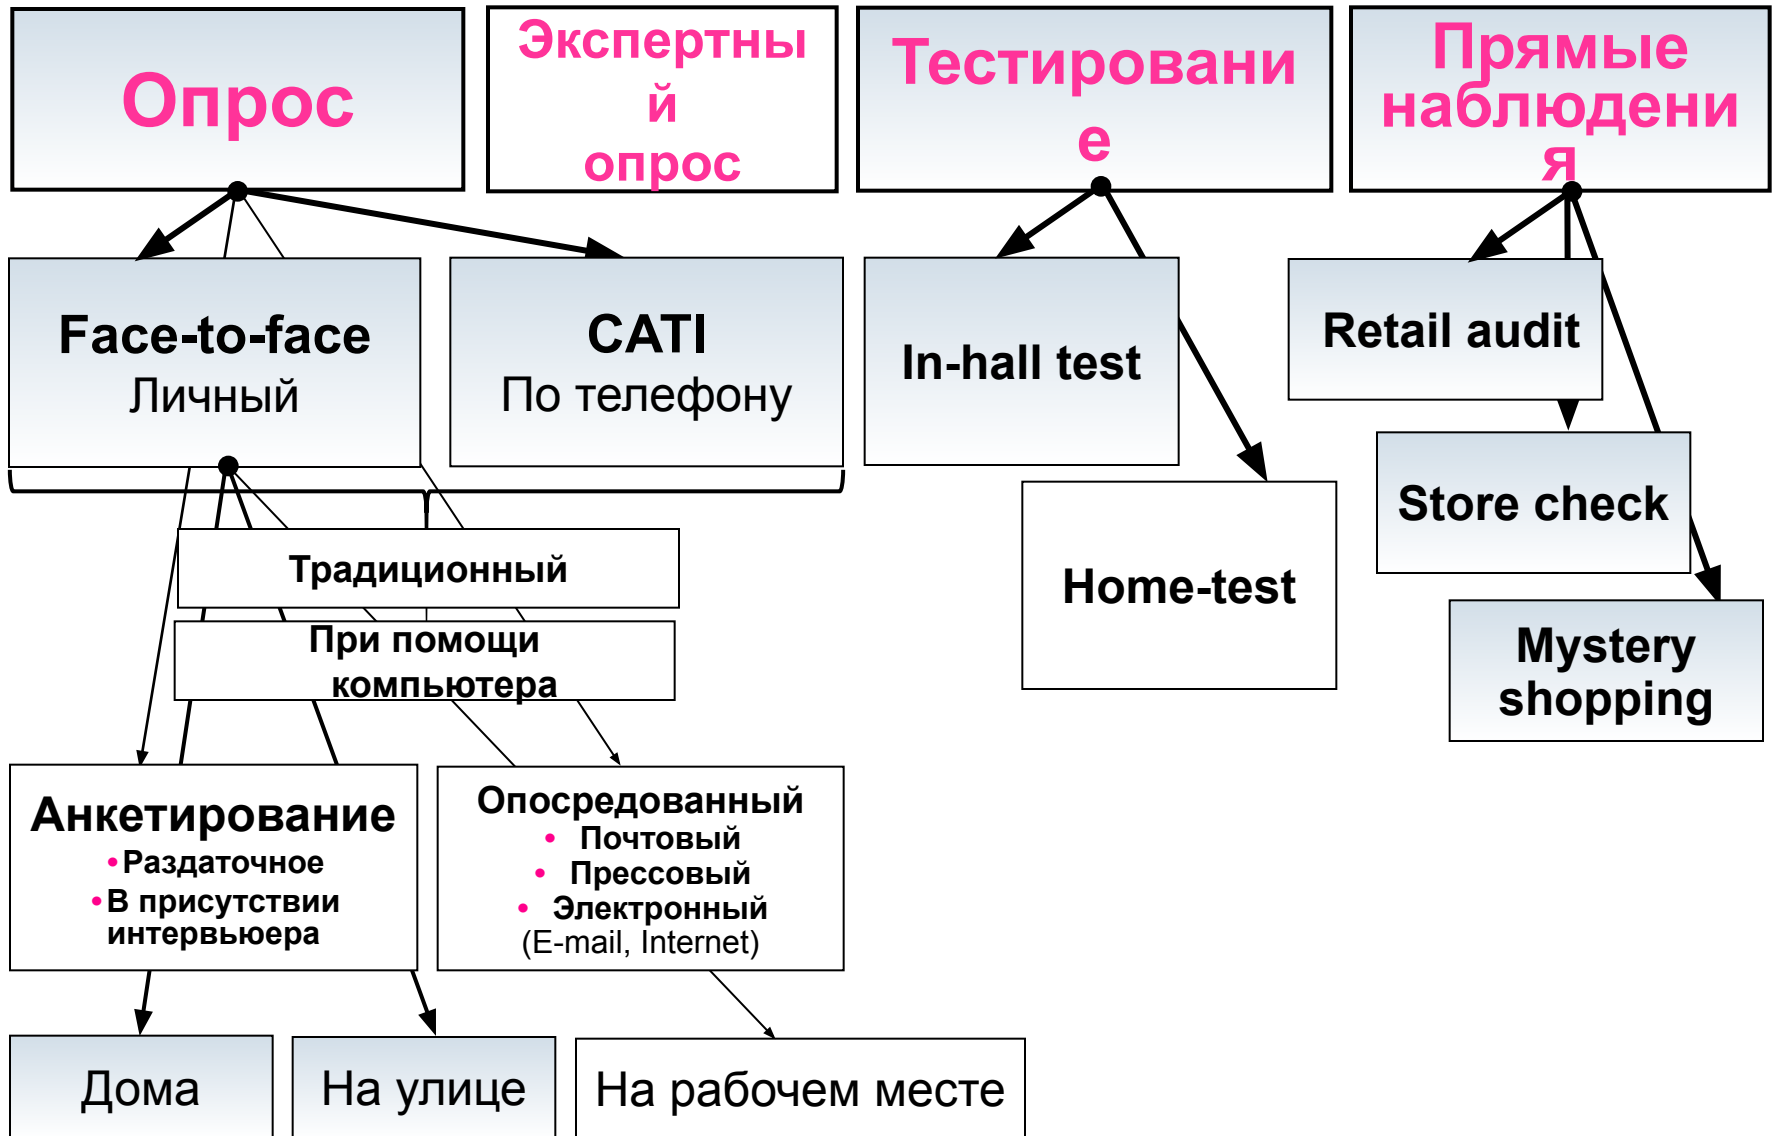 Опрос
Экспертны
й
опрос
Тестировани
е
Прямые
наблюдени
я
Face-to-face
Личный
CATI
По телефону
In-hall test
Retail audit
Store check
Home-test
Mystery
shopping
Традиционный
При помощи
компьютера
Анкетирование
•Раздаточное
•В присутствии
интервьюера
Опосредованный
• Почтовый
• Прессовый
• Электронный
(E-mail, Internet)
Дома
На улице
На рабочем месте